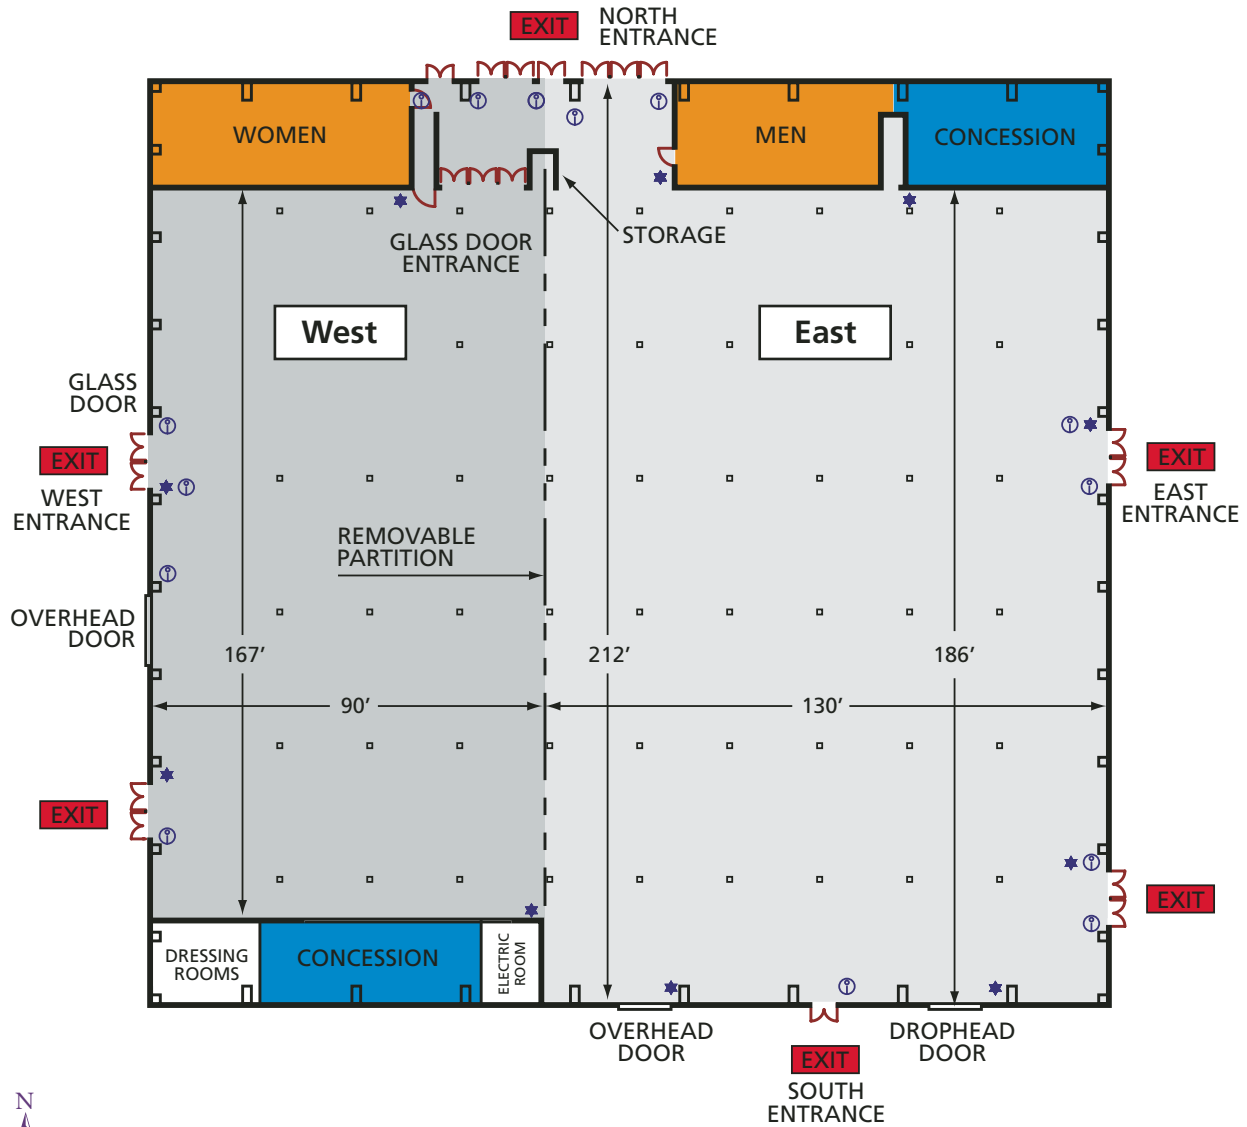 EXIT
NORTH
ENTRANCE
WOMEN
MEN
CONCESSION
GLASS DOOR
ENTRANCE
STORAGE
West
East
GLASS
DOOR
EXIT
WEST
ENTRANCE
EXIT
EAST
ENTRANCE
REMOVABLE
PARTITION
OVERHEAD
DOOR
167’
212’
186’
90’
130’
EXIT
EXIT
DRESSING
ROOMS
CONCESSION
ELECTRIC
ROOM
OVERHEAD
DOOR
DROPHEAD
DOOR
EXIT
SOUTH
ENTRANCE
N